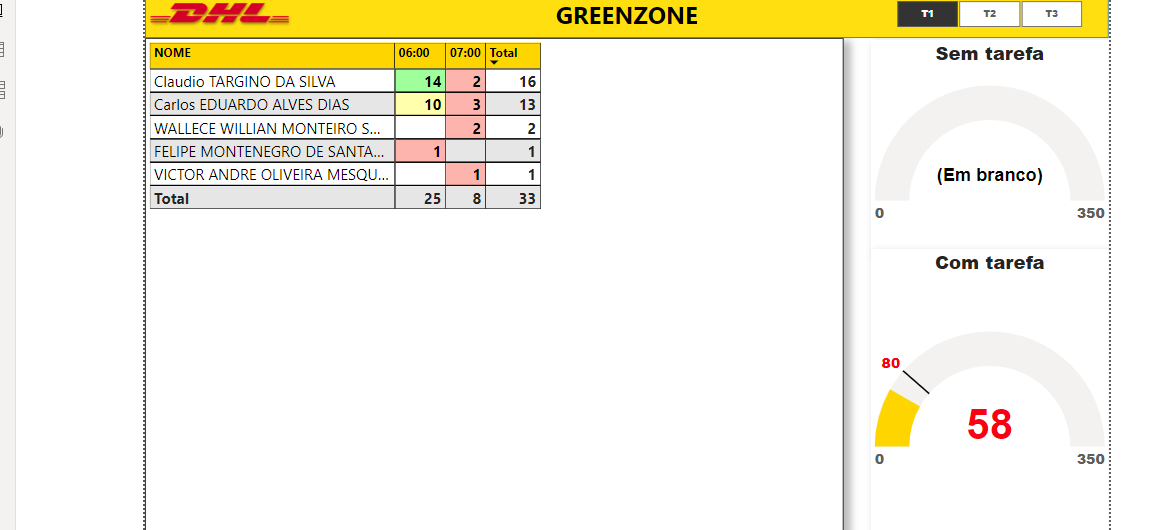 DHL
GREENZONE
T1 T2 T3
NOME 06:00 07:00 Total
Claudio TARGINO DA SILVA 14 2 16
Carlos EDUARDO ALVES DIAS 10 3 13
WALLECE WILLIAN MONTEIRO S... 2 2
FELIPE MONTENEGRO DE SANTA... 1 1
VICTOR ANDRE OLIVEIRA MESQU... 1 1
Total 25 8 33
Sem tarefa
(Em branco)
0 350
Com tarefa
80
58
0 350